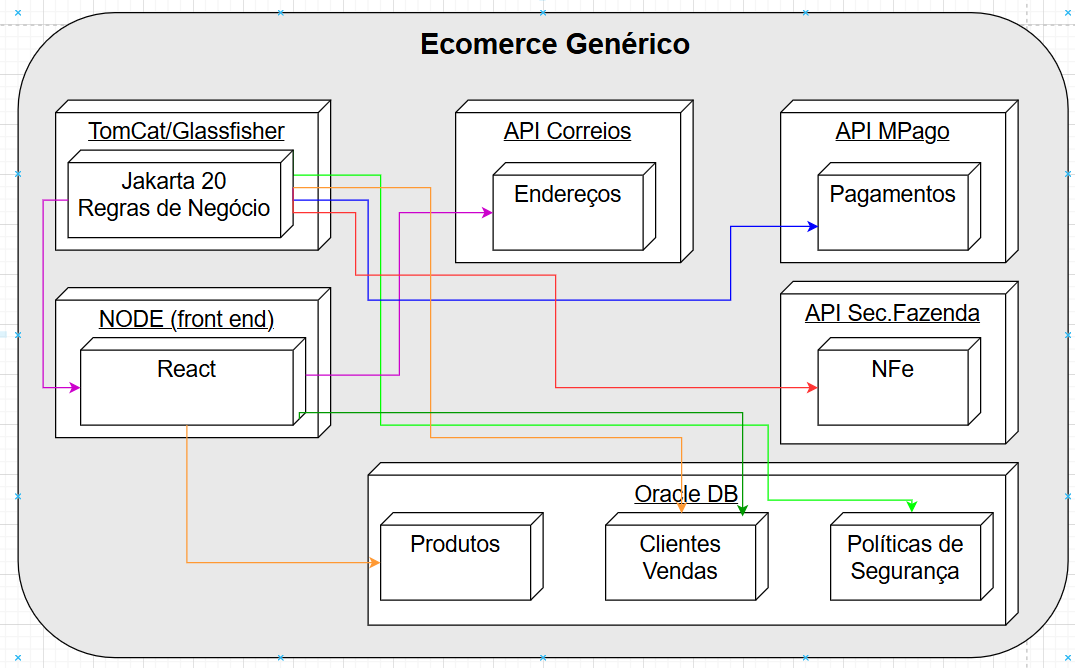 Ecomerce Genérico
TomCat/Glassfisher
Jakarta 20
Regras de Negócio
API Correios
Endereços
API MPago
Pagamentos
NODE (front end)
React
API Sec.Fazenda
NFe
Oracle DB
Produtos
Clientes
Vendas
Políticas de
Segurança